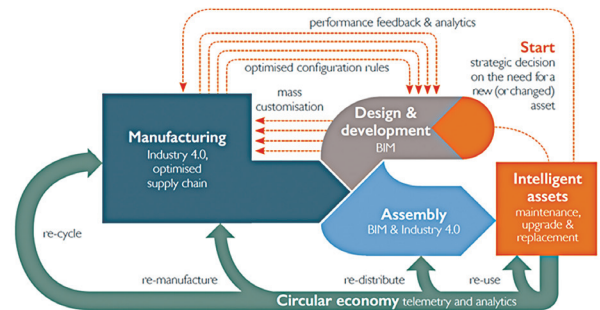 performance feedback & analytics
Start
strategic decision
on the need for a
new (or changed)
asset
optimised configuration rules
mass
customisation
Design &
development
BIM
Manufacturing
Industry 4.0,
optimised
supply chain
Intelligent
assets
maintenance,
upgrade &
replacement
Assembly
BIM & Industry 4.0
re-cycle
re-manufacture
re-distribute
re-use
Circular economy telemetry and analytics